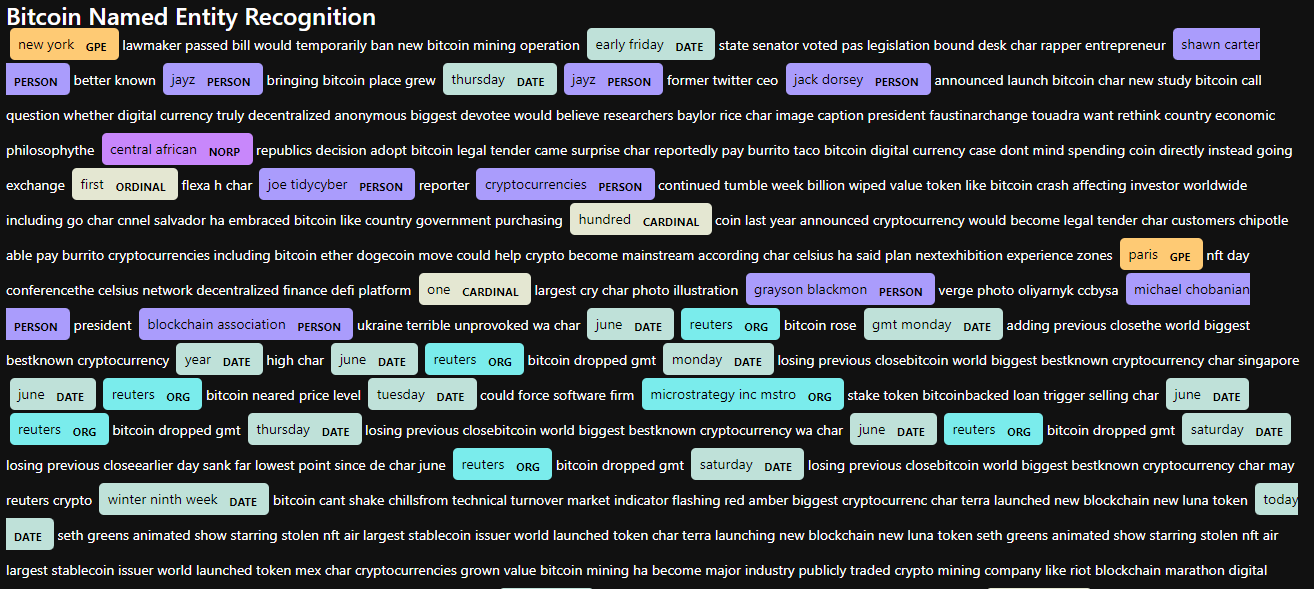 Bitcoin Named Entity Recognition
new york GPE lawmaker passed bill would temporarily ban new bitcoin mining operation early friday DATE state senator voted pas legislation bound desk char rapper entrepreneur shawn carter
PERSON better known jayz PERSON bringing bitcoin place grew thursday DATE jayz PERSON former twitter ceo jack dorsey PERSON announced launch bitcoin char new study bitcoin call
question whether digital currency truly decentralized anonymous biggest devotee would believe researchers baylor rice char image caption president faustinarchange touadra want rethink country economic
philosophythe central african NORP republics decision adopt bitcoin legal tender came surprise char reportedly pay burrito taco bitcoin digital currency case dont mind spending coin directly instead going
exchange first ORDINAL flexa h char joe tidycyber PERSON reporter cryptocurrencies PERSON continued tumble week billion wiped value token like bitcoin crash affecting investor worldwide
including go char cnnel salvador ha embraced bitcoin like country government purchasing hundred CARDINAL coin last year announced cryptocurrency would become legal tender char customers chipotle
able pay burrito cryptocurrencies including bitcoin ether dogecoin move could help crypto become mainstream according char celsius ha said plan nextexhibition experience zones paris GPE nft day
conferencethe celsius network decentralized finance defi platform one CARDINAL largest cry char photo illustration grayson blackmon PERSON verge photo oliyarnyk ccbysa michael chobanian
PERSON president blockchain association PERSON ukraine terrible unprovoked wa char june DATE reuters ORG bitcoin rose gmt monday DATE adding previous closethe world biggest
bestknown cryptocurrency year DATE high char june DATE reuters ORG bitcoin dropped gmt monday DATE losing previous closebitcoin world biggest bestknown cryptocurrency char singapore
june DATE reuters ORG bitcoin neared price level tuesday DATE could force software firm microstrategy inc mstro ORG stake token bitcoinbacked loan trigger selling char june DATE
reuters ORG bitcoin dropped gmt thursday DATE losing previous closebitcoin world biggest bestknown cryptocurrency wa char june DATE reuters ORG bitcoin dropped gmt saturday DATE
losing previous closeearlier day sank far lowest point since de char june reuters ORG bitcoin dropped gmt saturday DATE losing previous closebitcoin world biggest bestknown cryptocurrency char may
reuters crypto winter ninth week DATE bitcoin cant shake chillsfrom technical turnover market indicator flashing red amber biggest cryptocurrenc char terra launched new blockchain new luna token today
DATE seth greens animated show starring stolen nft air largest stablecoin issuer world launched token char terra launching new blockchain new luna token seth greens animated show starring stolen nft air
largest stablecoin issuer world launched token mex char cryptocurrencies grown value bitcoin mining ha become major industry publicly traded crypto mining company like riot blockchain marathon digital